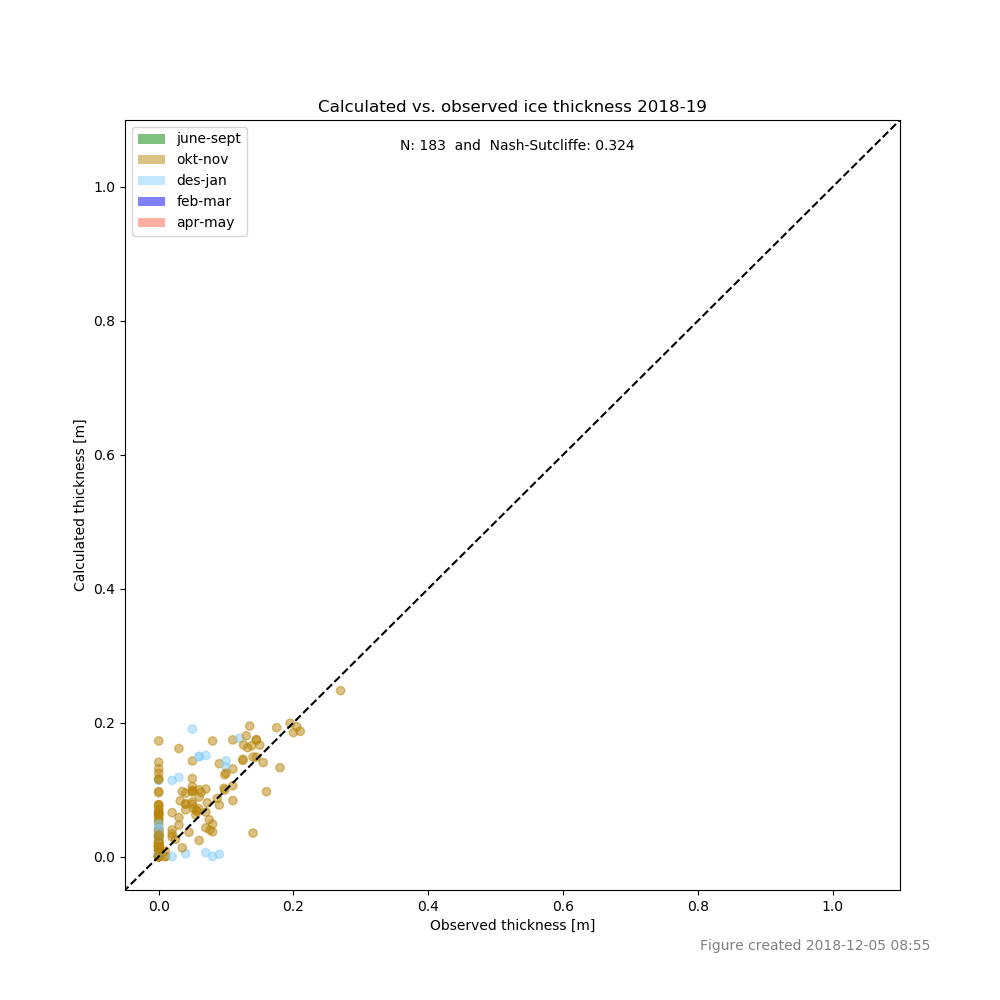 Calculated vs. observed ice thickness 2018-19
N: 183  and  Nash-Sutcliffe: 0.324
june-sept
okt-nov
des-jan
feb-mar
apr-may
1.0
0.8
0.6
0.4
0.2
0.0
Calculated thickness [m]
0.0 0.2 0.4 0.6 0.8 1.0
Observed thickness [m]
Figure created 2018-12-05 08:55